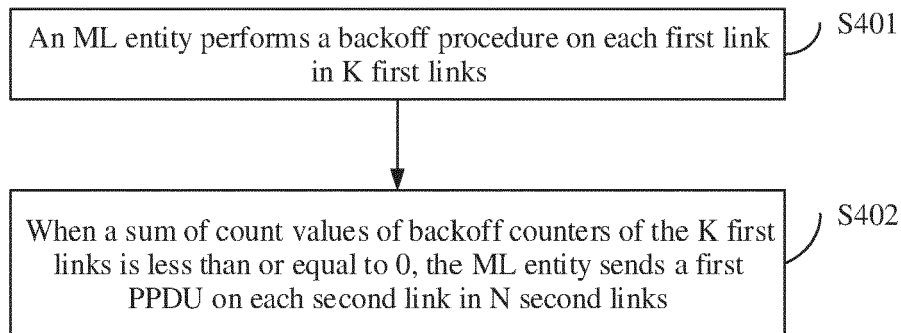 An ML entity performs a backoff procedure on each first link
in K first links
S401
When a sum of count values of backoff counters of the K first
links is less than or equal to 0, the ML entity sends a first
PPDU on each second link in N second links
S402